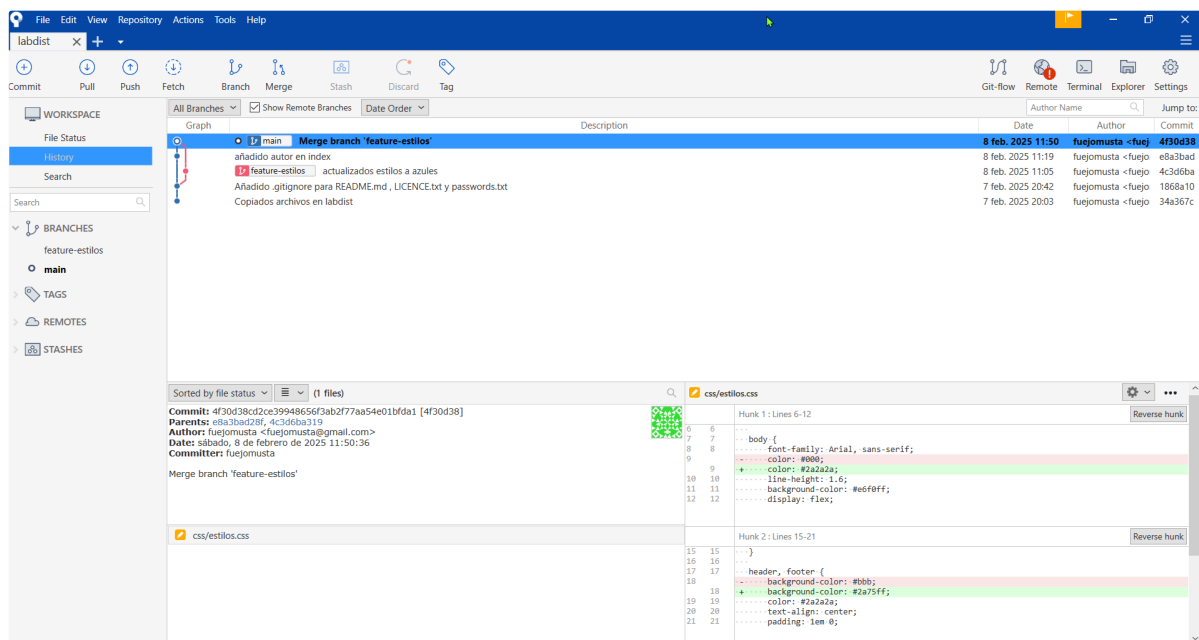 File Edit View Repository Actions Tools Help
labdist
Commit Pull Push Fetch Branch Merge Stash Discard Tag Git-flow Remote Terminal Explorer Settings
WORKSPACE
File Status
History
Search
Search
BRANCHES
feature-estilos
main
TAGS
REMOTES
STASHES
All Branches Show Remote Branches Date Order Author Name Jump to:
Graph Description Date Author Commit
main Merge branch 'feature-estilos' 8 feb. 2025 11:50 fuejomusta <fuej 4f30d38
añadido autor en index 8 feb. 2025 11:19 fuejomusta <fuejo e8a3bad
feature-estilos actualizados estilos a azules 8 feb. 2025 11:05 fuejomusta <fuejo 4c3d6ba
Añadido .gitignore para README.md , LICENCE.txt y passwords.txt 7 feb. 2025 20:42 fuejomusta <fuejo 1868a10
Copiados archivos en labdist 7 feb. 2025 20:03 fuejomusta <fuejo 34a367c
Sorted by file status (1 files)
Commit: 4f30d38cd2ce39948656f3ab2f77aa54e01bfda1 [4f30d38]
Parents: e8a3bad28f, 4c3d6ba319
Author: fuejomusta <fuejomusta@gmail.com>
Date: sábado, 8 de febrero de 2025 11:50:36
Committer: fuejomusta
Merge branch 'feature-estilos'
css/estilos.css
css/estilos.css
Hunk 1 : Lines 6-12 Reverse hunk
6 6
7 7 body {
8 8 font-family: Arial, sans-serif;
9 - color: #000;
9 + color: #2a2a2a;
10 10 line-height: 1.6;
11 11 background-color: #e6f0ff;
12 12 display: flex;
Hunk 2 : Lines 15-21 Reverse hunk
15 15 }
16 16
17 17 header, footer {
18 - background-color: #bbb;
18 + background-color: #2a75ff;
19 19 color: #2a2a2a;
20 20 text-align: center;
21 21 padding: 1em 0;